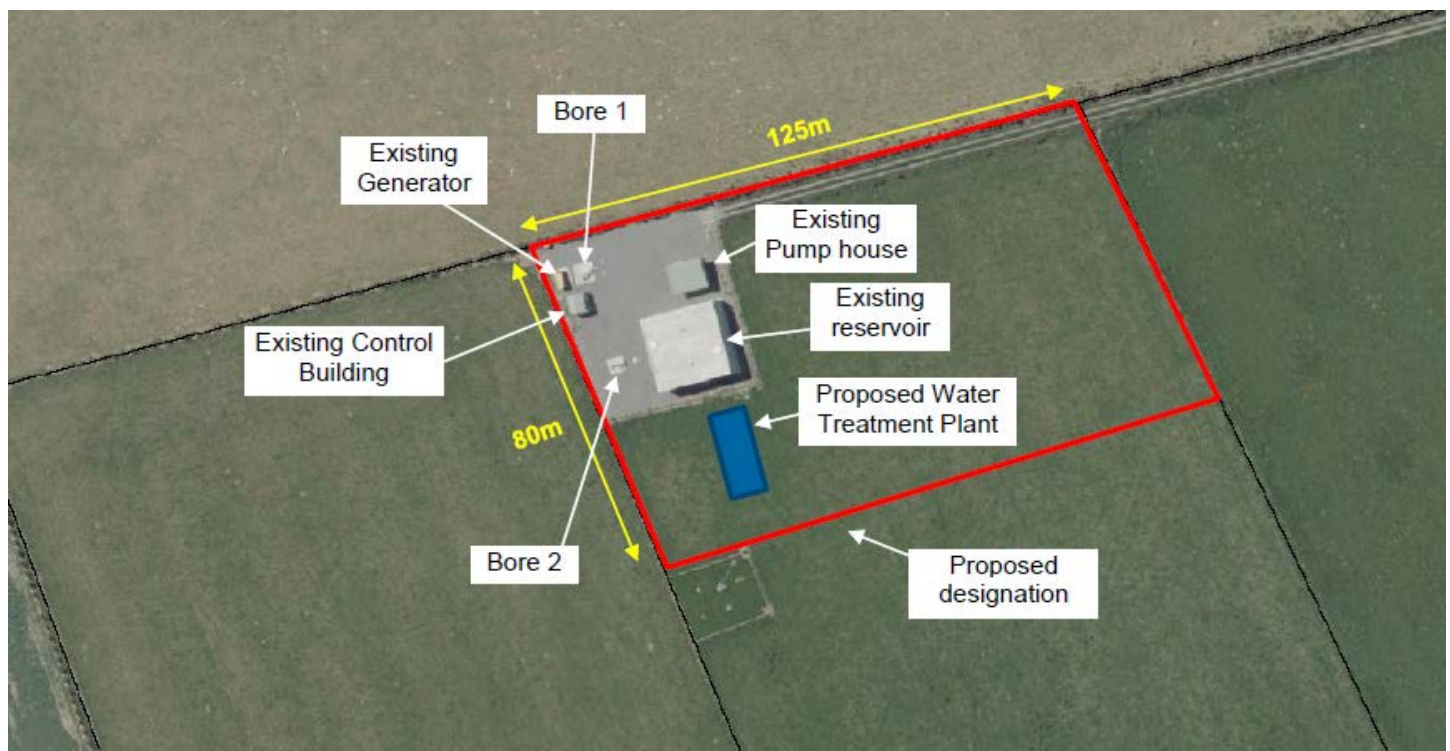 Bore 1
125m
Existing
Generator
Existing
Pump house
Existing
reservoir
Existing Control
Building
Proposed Water
Treatment Plant
80m
Bore 2
Proposed
designation